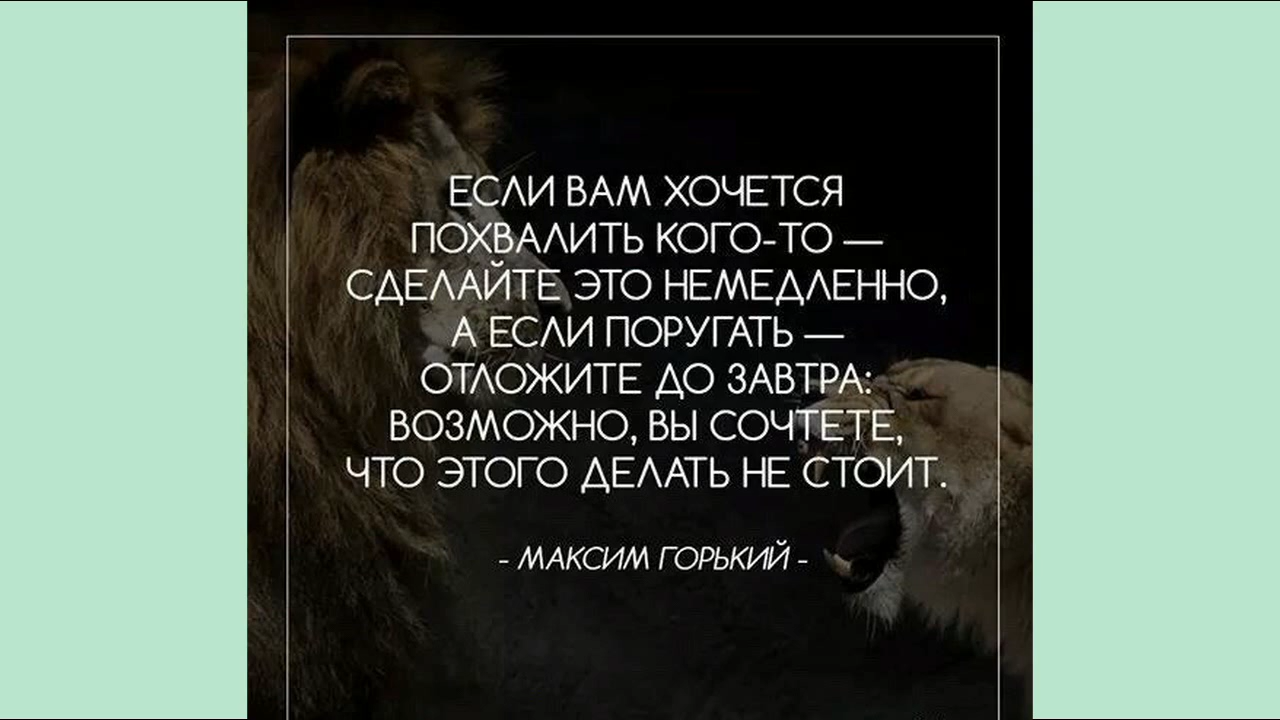 ЕСЛИ ВАМ ХОЧЕТСЯ
ПОХВАЛИТЬ КОГО-ТО —
СДЕЛАЙТЕ ЭТО НЕМЕДЛЕННО,
А ЕСЛИ ПОРУГАТЬ —
ОТЛОЖИТЕ ДО ЗАВТРА:
ВОЗМОЖНО, ВЫ СОЧТЕТЕ,
ЧТО ЭТОГО ДЕЛАТЬ НЕ СТОИТ.
- МАКСИМ ГОРЬКИЙ -